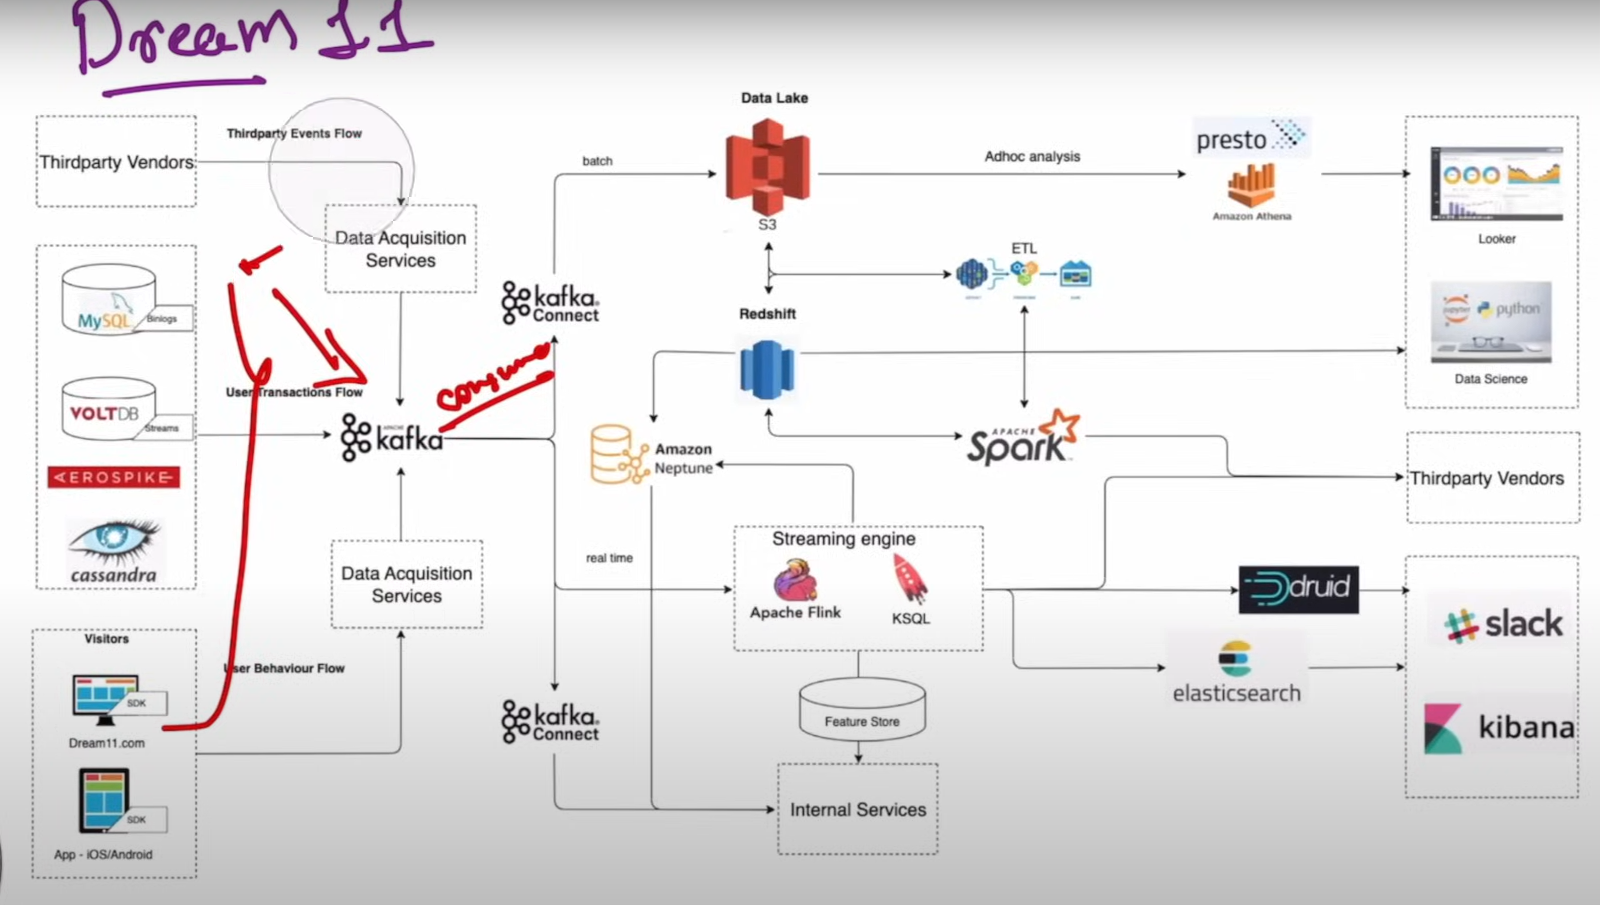 Dream 11
Thirdparty Vendors
Thirdparty Events Flow
Data Acquisition
Services
MySQL
Binlogs
VOLTDB
Streams
AEROSPIKE
cassandra
User Transactions Flow
APACHE
kafka
consume
Data Acquisition
Services
Visitors
SDK
Dream11.com
SDK
App - iOS/Android
User Behaviour Flow
kafka
Connect
batch
Data Lake
S3
Adhoc analysis
presto
Amazon Athena
Looker
ETL
Redshift
jupyter
python
Data Science
Amazon
Neptune
APACHE
Spark
Thirdparty Vendors
real time
Streaming engine
Apache Flink
KSQL
druid
elasticsearch
slack
kibana
kafka
Connect
Feature Store
Internal Services